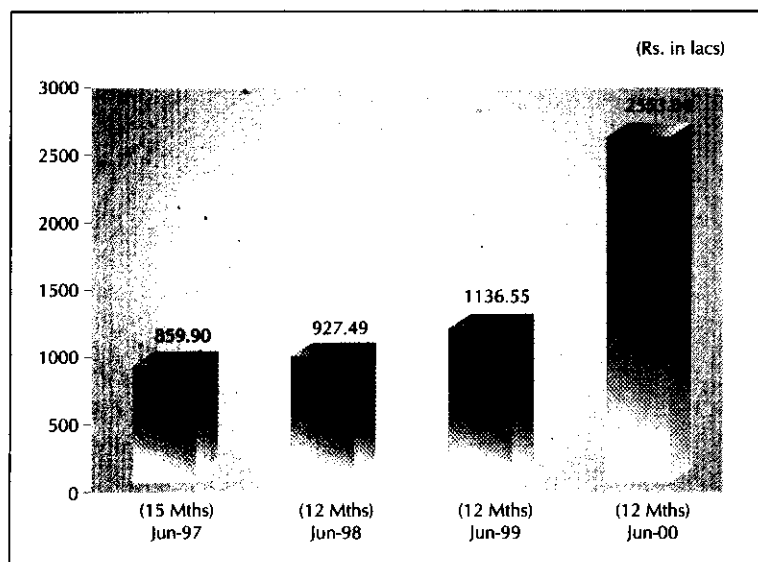 (Rs. in lacs)
3000
2500
2000
1500
1000
500
0
859.90
927.49
1136.55
(15 Mths)
Jun-97
(12 Mths)
Jun-98
(12 Mths)
Jun-99
(12 Mths)
Jun-00